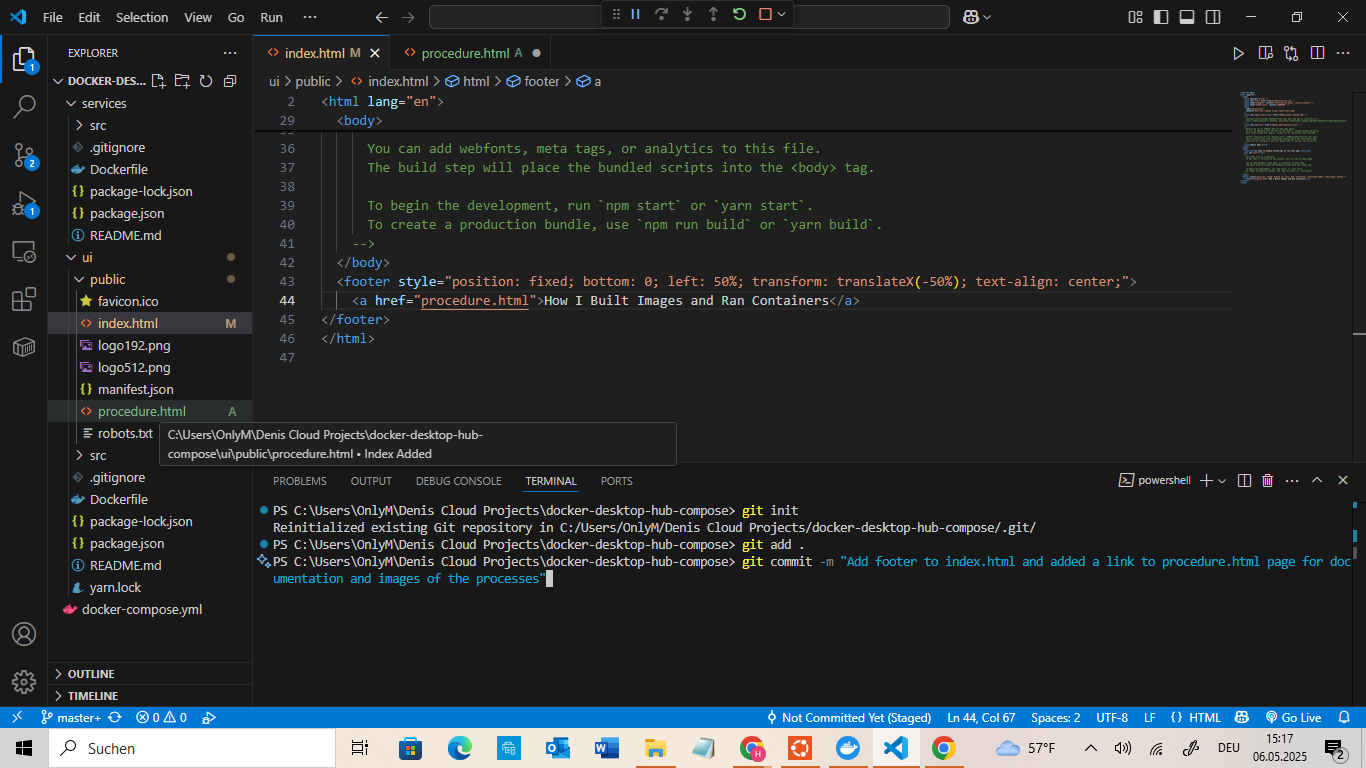 File Edit Selection View Go Run ···
EXPLORER
DOCKER-DES...
services
src
.gitignore
Dockerfile
package-lock.json
package.json
README.md
ui
public
favicon.ico
index.html M
logo192.png
logo512.png
manifest.json
procedure.html A
robots.txt
src
.gitignore
Dockerfile
package-lock.json
package.json
README.md
yarn.lock
docker-compose.yml
OUTLINE
TIMELINE
1
2
1
index.html M
procedure.html A
ui > public > index.html > html > footer > a
2 <html lang="en">
29 <body>
36 You can add webfonts, meta tags, or analytics to this file.
37 The build step will place the bundled scripts into the <body> tag.
38
39 To begin the development, run `npm start` or `yarn start`.
40 To create a production bundle, use `npm run build` or `yarn build`.
41 -->
42 </body>
43 <footer style="position: fixed; bottom: 0; left: 50%; transform: translateX(-50%); text-align: center;">
44 <a href="procedure.html">How I Built Images and Ran Containers</a>
45 </footer>
46 </html>
47
C:\Users\OnlyM\Denis Cloud Projects\docker-desktop-hub-
compose\ui\public\procedure.html • Index Added
PROBLEMS OUTPUT DEBUG CONSOLE TERMINAL PORTS
powershell
PS C:\Users\OnlyM\Denis Cloud Projects\docker-desktop-hub-compose> git init
Reinitialized existing Git repository in C:/Users/OnlyM/Denis Cloud Projects/docker-desktop-hub-compose/.git/
PS C:\Users\OnlyM\Denis Cloud Projects\docker-desktop-hub-compose> git add .
PS C:\Users\OnlyM\Denis Cloud Projects\docker-desktop-hub-compose> git commit -m "Add footer to index.html and added a link to procedure.html page for doc
umentation and images of the processes"
master+ 0 0 Not Committed Yet (Staged) Ln 44, Col 67 Spaces: 2 UTF-8 LF { } HTML Go Live
Suchen
57°F
DEU
15:17
06.05.2025
2